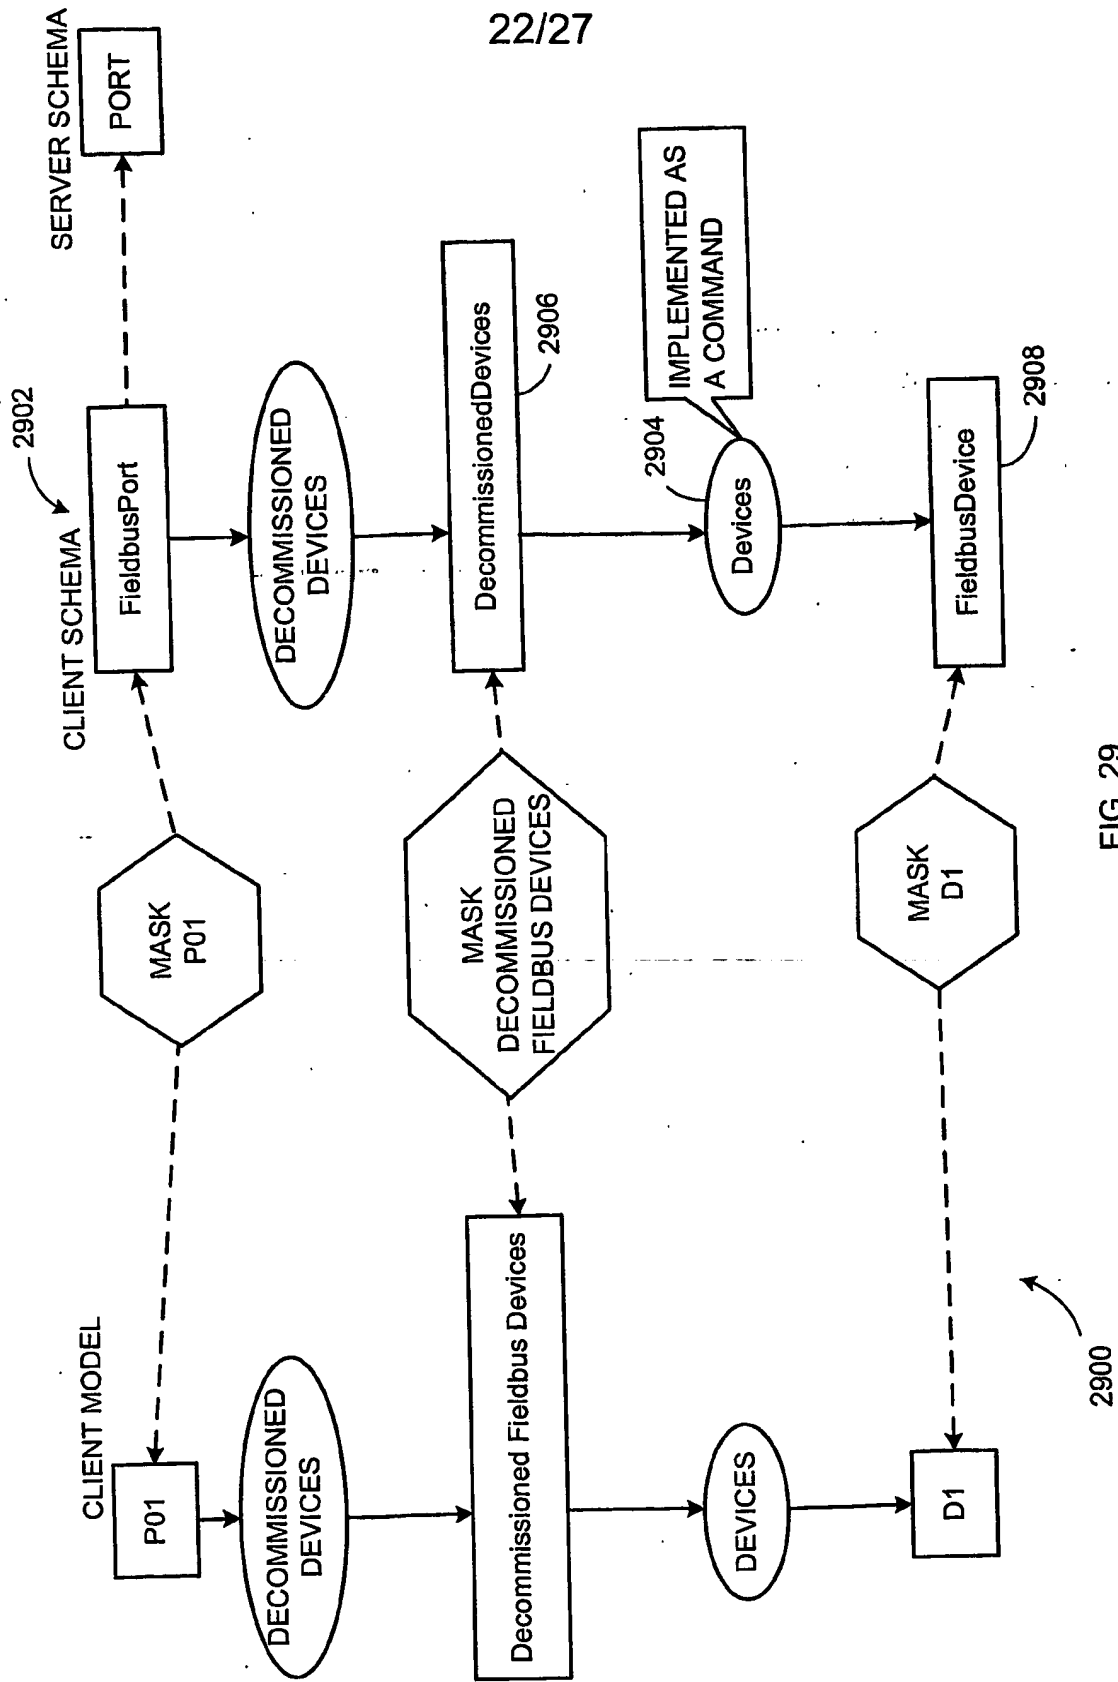 22/27
CLIENT MODEL
CLIENT SCHEMA
2902
SERVER SCHEMA
P01
MASK
P01
FieldbusPort
PORT
DECOMMISSIONED
DEVICES
DECOMMISSIONED
DEVICES
Decommissioned Fieldbus Devices
MASK
DECOMMISSIONED
FIELDBUS DEVICES
DecommissionedDevices
2906
DEVICES
2904
Devices
IMPLEMENTED AS
A COMMAND
D1
MASK
D1
FieldbusDevice
2908
2900
FIG. 29